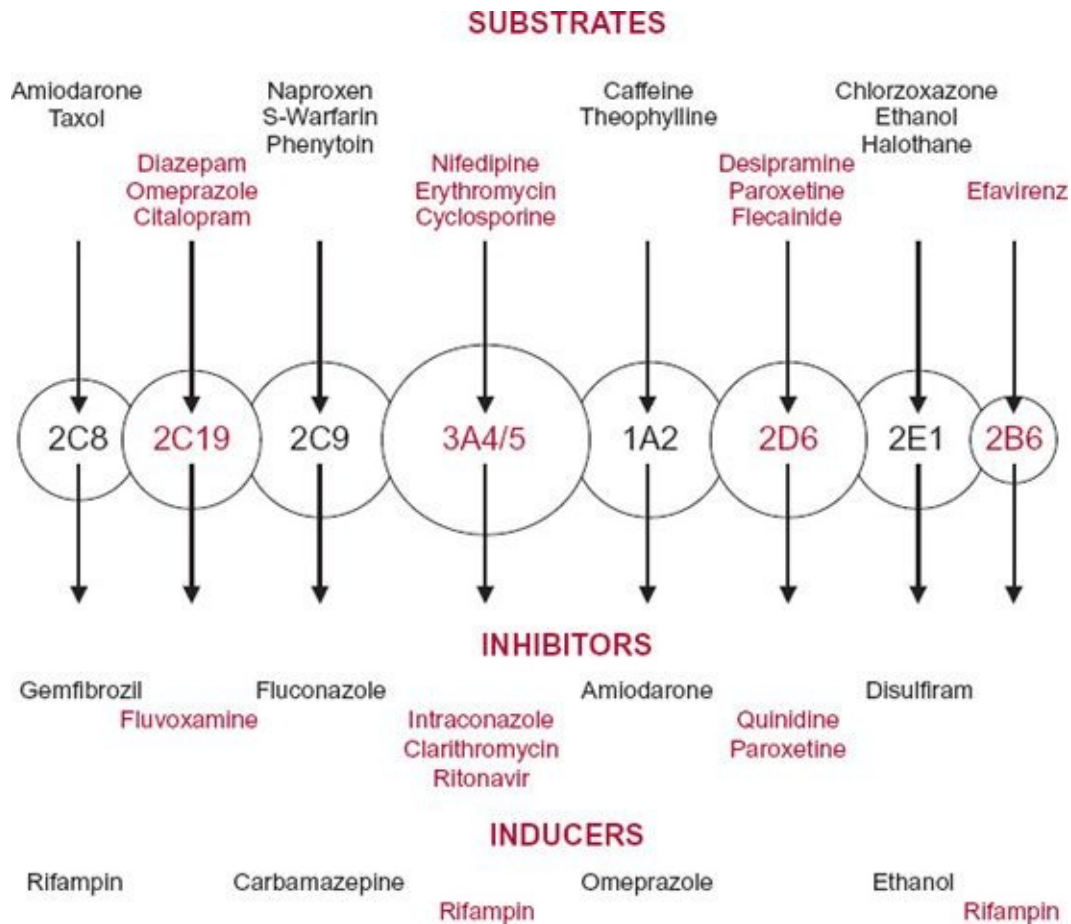 SUBSTRATES
Amiodarone
Taxol
Diazepam
Omeprazole
Citalopram
Naproxen
S-Warfarin
Phenytoin
Nifedipine
Erythromycin
Cyclosporine
Caffeine
Theophylline
Desipramine
Paroxetine
Flecainide
Chlorzoxazone
Ethanol
Halothane
Efavirenz
2C8
2C19
2C9
3A4/5
1A2
2D6
2E1
2B6
INHIBITORS
Gemfibrozil
Fluvoxamine
Fluconazole
Intraconazole
Clarithromycin
Ritonavir
Amiodarone
Quinidine
Paroxetine
Disulfiram
INDUCERS
Rifampin
Carbamazepine
Rifampin
Omeprazole
Ethanol
Rifampin